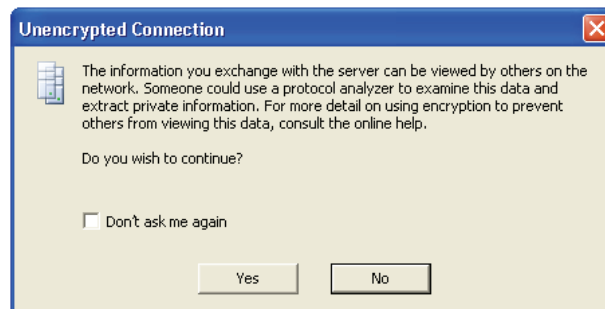 Unencrypted Connection
The information you exchange with the server can be viewed by others on the
network. Someone could use a protocol analyzer to examine this data and
extract private information. For more detail on using encryption to prevent
others from viewing this data, consult the online help.
Do you wish to continue?
Don't ask me again
Yes
No